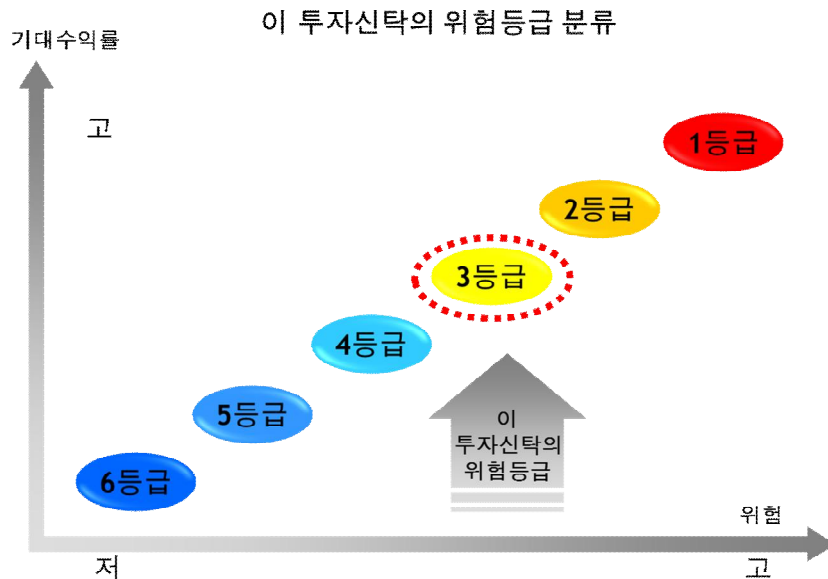 이 투자신탁의 위험등급 분류
기대수익률
고
1등급
2등급
3등급
4등급
5등급
6등급
이
투자신탁의
위험등급
위험
저
고